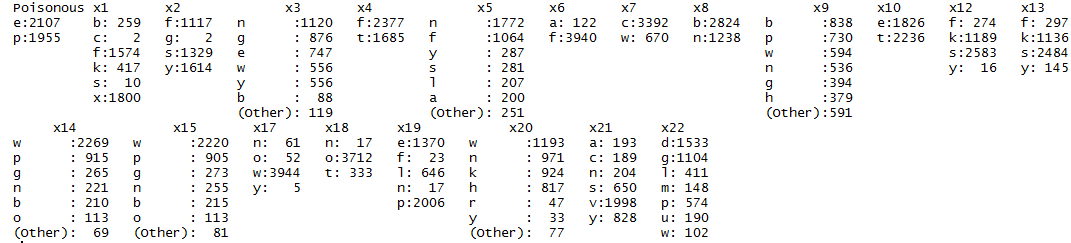 Poisonous x1 x2 x3 x4 x5 x6 x7 x8 x9 x10 x12 x13
e:2107 b: 259 f:1117 n :1120 f:2377 n :1772 a: 122 c:3392 b:2824 b :838 e:1826 f: 274 f: 297
p:1955 c: 2 g: 2 g : 876 t:1685 f :1064 f:3940 w: 670 n:1238 p :730 t:2236 k:1189 k:1136
f:1574 s:1329 e : 747 y : 287 w :594 s:2583 s:2484
k: 417 y:1614 w : 556 s : 281 n :536 y: 16 y: 145
s: 10 y : 556 l : 207 g :394
x:1800 b : 88 a : 200 h :379
(Other): 119 (Other): 251 (Other):591
x14 x15 x17 x18 x19 x20 x21 x22
w :2269 w :2220 n: 61 n: 17 e:1370 w :1193 a: 193 d:1533
p : 915 p : 905 o: 52 o:3712 f: 23 n : 971 c: 189 g:1104
g : 265 g : 273 w:3944 t: 333 l: 646 k : 924 n: 204 l: 411
n : 221 n : 255 y: 5 n: 17 h : 817 s: 650 m: 148
b : 210 b : 215 p:2006 r : 47 v:1998 p: 574
o : 113 o : 113 y : 33 y: 828 u: 190
(Other): 69 (Other): 81 (Other): 77 w: 102